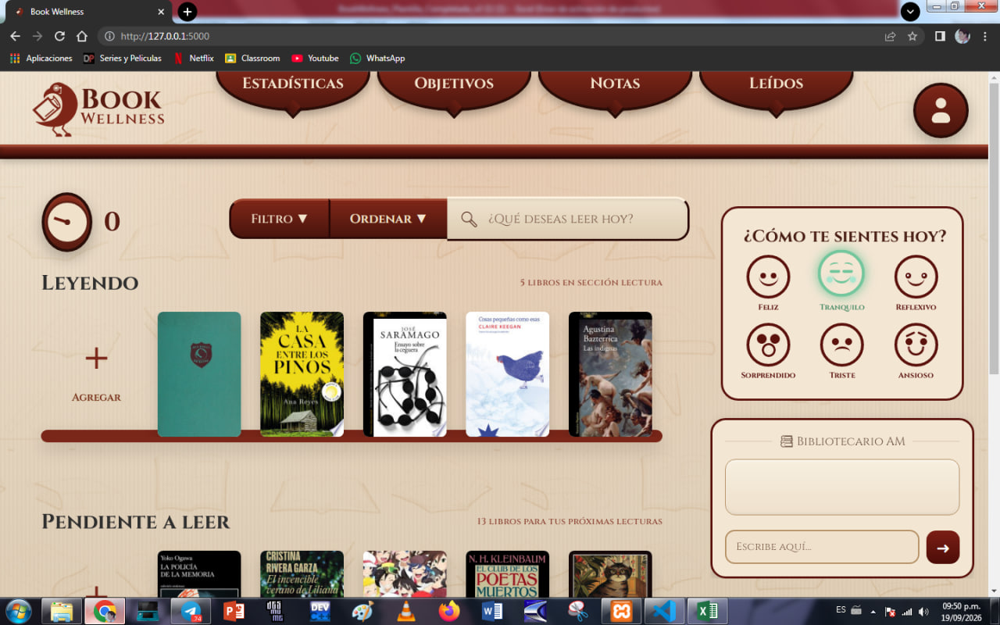 Book Wellness
http://127.0.0.1:5000
Aplicaciones
Series y Peliculas
Netflix
Classroom
Youtube
WhatsApp
Book
Wellness
Estadísticas
Objetivos
Notas
Leídos
0
Filtro ▼
Ordenar ▼
¿Qué deseas leer hoy?
¿Cómo te sientes hoy?
Feliz
Tranquilo
Reflexivo
Sorprendido
Triste
Ansioso
Leyendo
5 libros en sección lectura
+
Agregar
LA
CASA
ENTRE LOS
PINOS
Ana Reyes
JOSÉ
SARAMAGO
Ensayo sobre
la ceguera
Cosas pequeñas como esas
CLAIRE KEEGAN
Agustina
Bazterrica
Las indignas
Bibliotecario AM
Escribe aquí...
Pendiente a leer
13 libros para tus próximas lecturas
Yoko Ogawa
LA POLICÍA
DE LA MEMORIA
CRISTINA
RIVERA GARZA
El invencible
verano de Liliana
N. H. KLEINBAUM
EL CLUB DE LOS
POETAS
MUERTOS
74
DEV
ES
09:50 p.m.
19/09/2026